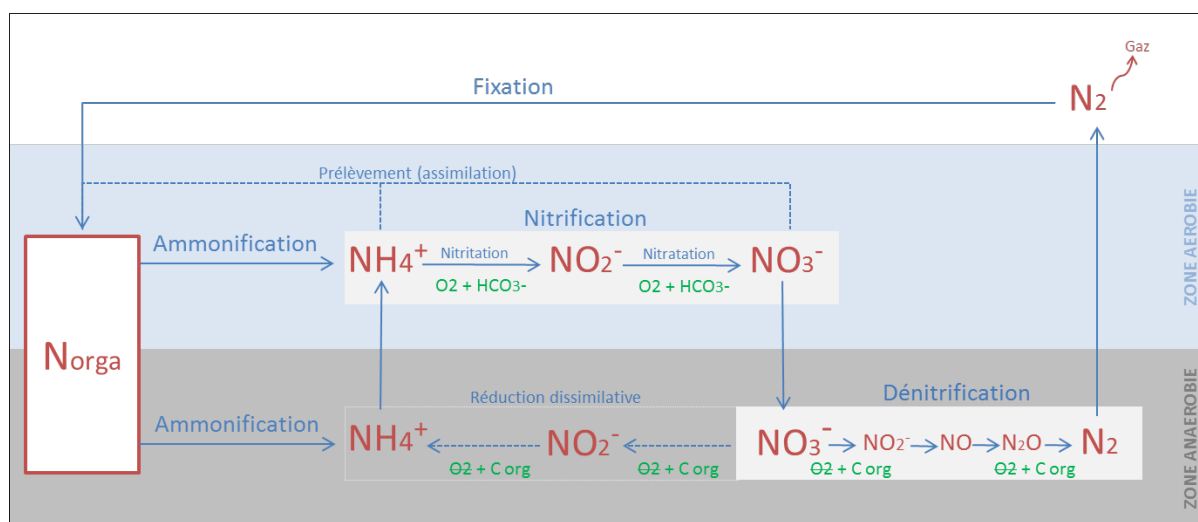 Gaz
Fixation
N2
Prélèvement (assimilation)
Nitrification
Ammonification
NH4+ Nitritation NO2- Nitratation NO3-
O2 + HCO3- O2 + HCO3-
ZONE AEROBIE
Norga
Réduction dissimilative
Dénitrification
Ammonification
NH4+ NO2- NO3- NO2- NO N2O N2
O2 + C org O2 + C org O2 + C org O2 + C org
ZONE ANAEROBIE